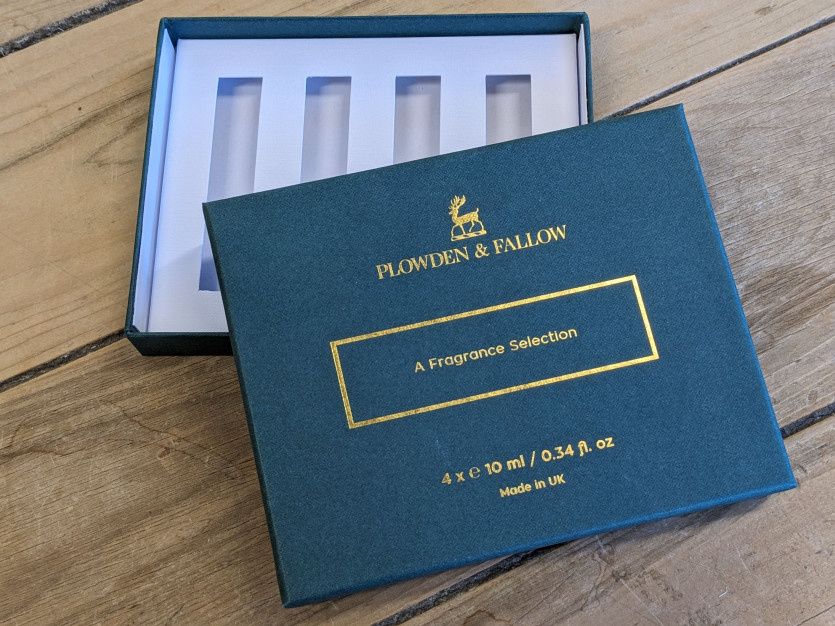 PLOWDEN & FALLOW
A Fragrance Selection
4 x ℮ 10 ml / 0.34 fl. oz
Made in UK